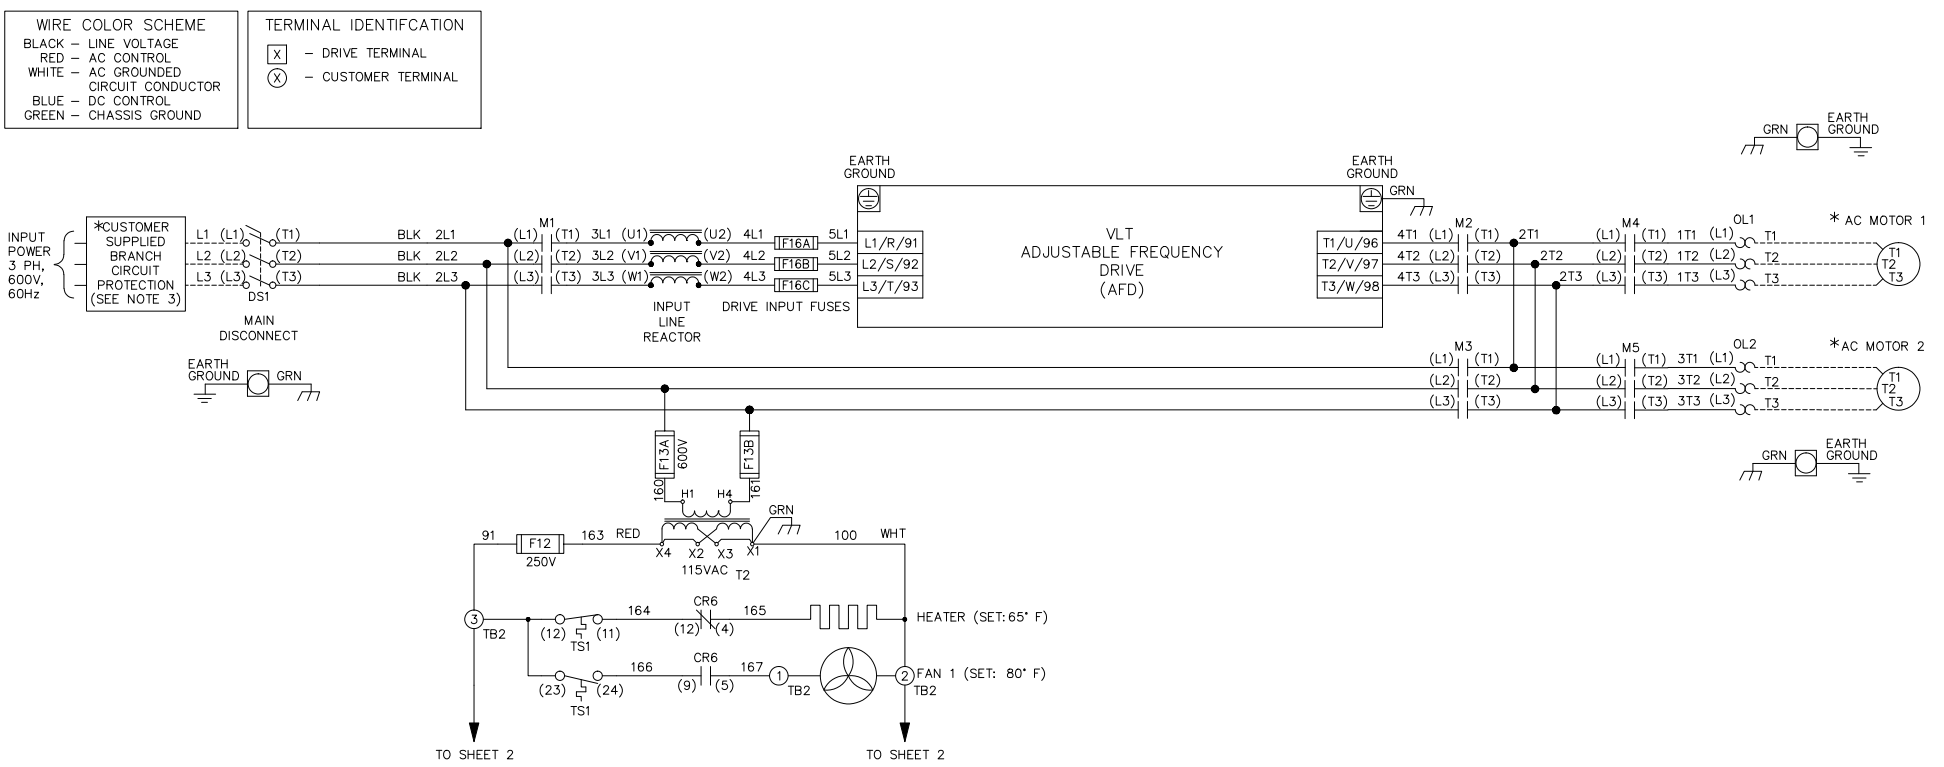 WIRE COLOR SCHEME
BLACK – LINE VOLTAGE
RED – AC CONTROL
WHITE – AC GROUNDED
CIRCUIT CONDUCTOR
BLUE – DC CONTROL
GREEN – CHASSIS GROUND
TERMINAL IDENTIFCATION
X – DRIVE TERMINAL
X – CUSTOMER TERMINAL
GRN
EARTH
GROUND
EARTH
GROUND
EARTH
GROUND
GRN
INPUT
POWER
3 PH,
600V,
60Hz
*CUSTOMER
SUPPLIED
BRANCH
CIRCUIT
PROTECTION
(SEE NOTE 3)
L1 (L1) (T1) BLK 2L1 (L1) M1 (T1) 3L1 (U1) (U2) 4L1 F16A 5L1 L1/R/91
L2 (L2) (T2) BLK 2L2 (L2) (T2) 3L2 (V1) (V2) 4L2 F16B 5L2 L2/S/92
L3 (L3) (T3) BLK 2L3 (L3) (T3) 3L3 (W1) (W2) 4L3 F16C 5L3 L3/T/93
DS1
MAIN
DISCONNECT
INPUT
LINE
REACTOR
DRIVE INPUT FUSES
VLT
ADJUSTABLE FREQUENCY
DRIVE
(AFD)
T1/U/96 4T1 (L1) M2 (T1) 2T1 (L1) M4 (T1) 1T1 (L1) OL1 T1
T2/V/97 4T2 (L2) (T2) 2T2 (L2) (T2) 1T2 (L2) T2
T3/W/98 4T3 (L3) (T3) 2T3 (L3) (T3) 1T3 (L3) T3
* AC MOTOR 1
T1
T2
T3
EARTH
GROUND
GRN
(L1) M3 (T1) (L1) M5 (T1) 3T1 (L1) OL2 T1
(L2) (T2) (L2) (T2) 3T2 (L2) T2
(L3) (T3) (L3) (T3) 3T3 (L3) T3
*AC MOTOR 2
T1
T2
T3
GRN
EARTH
GROUND
F13A
600V
F13B
160
161
H1 H4
GRN
91 F12 163 RED
250V
X4 X2 X3 X1
100 WHT
115VAC T2
3
TB2
(12) (11)
TS1
164
CR6
(12) (4)
165
HEATER (SET:65° F)
(23) (24)
TS1
166
CR6
(9) (5)
167
1
TB2
2
TB2
FAN 1 (SET: 80° F)
TO SHEET 2
TO SHEET 2